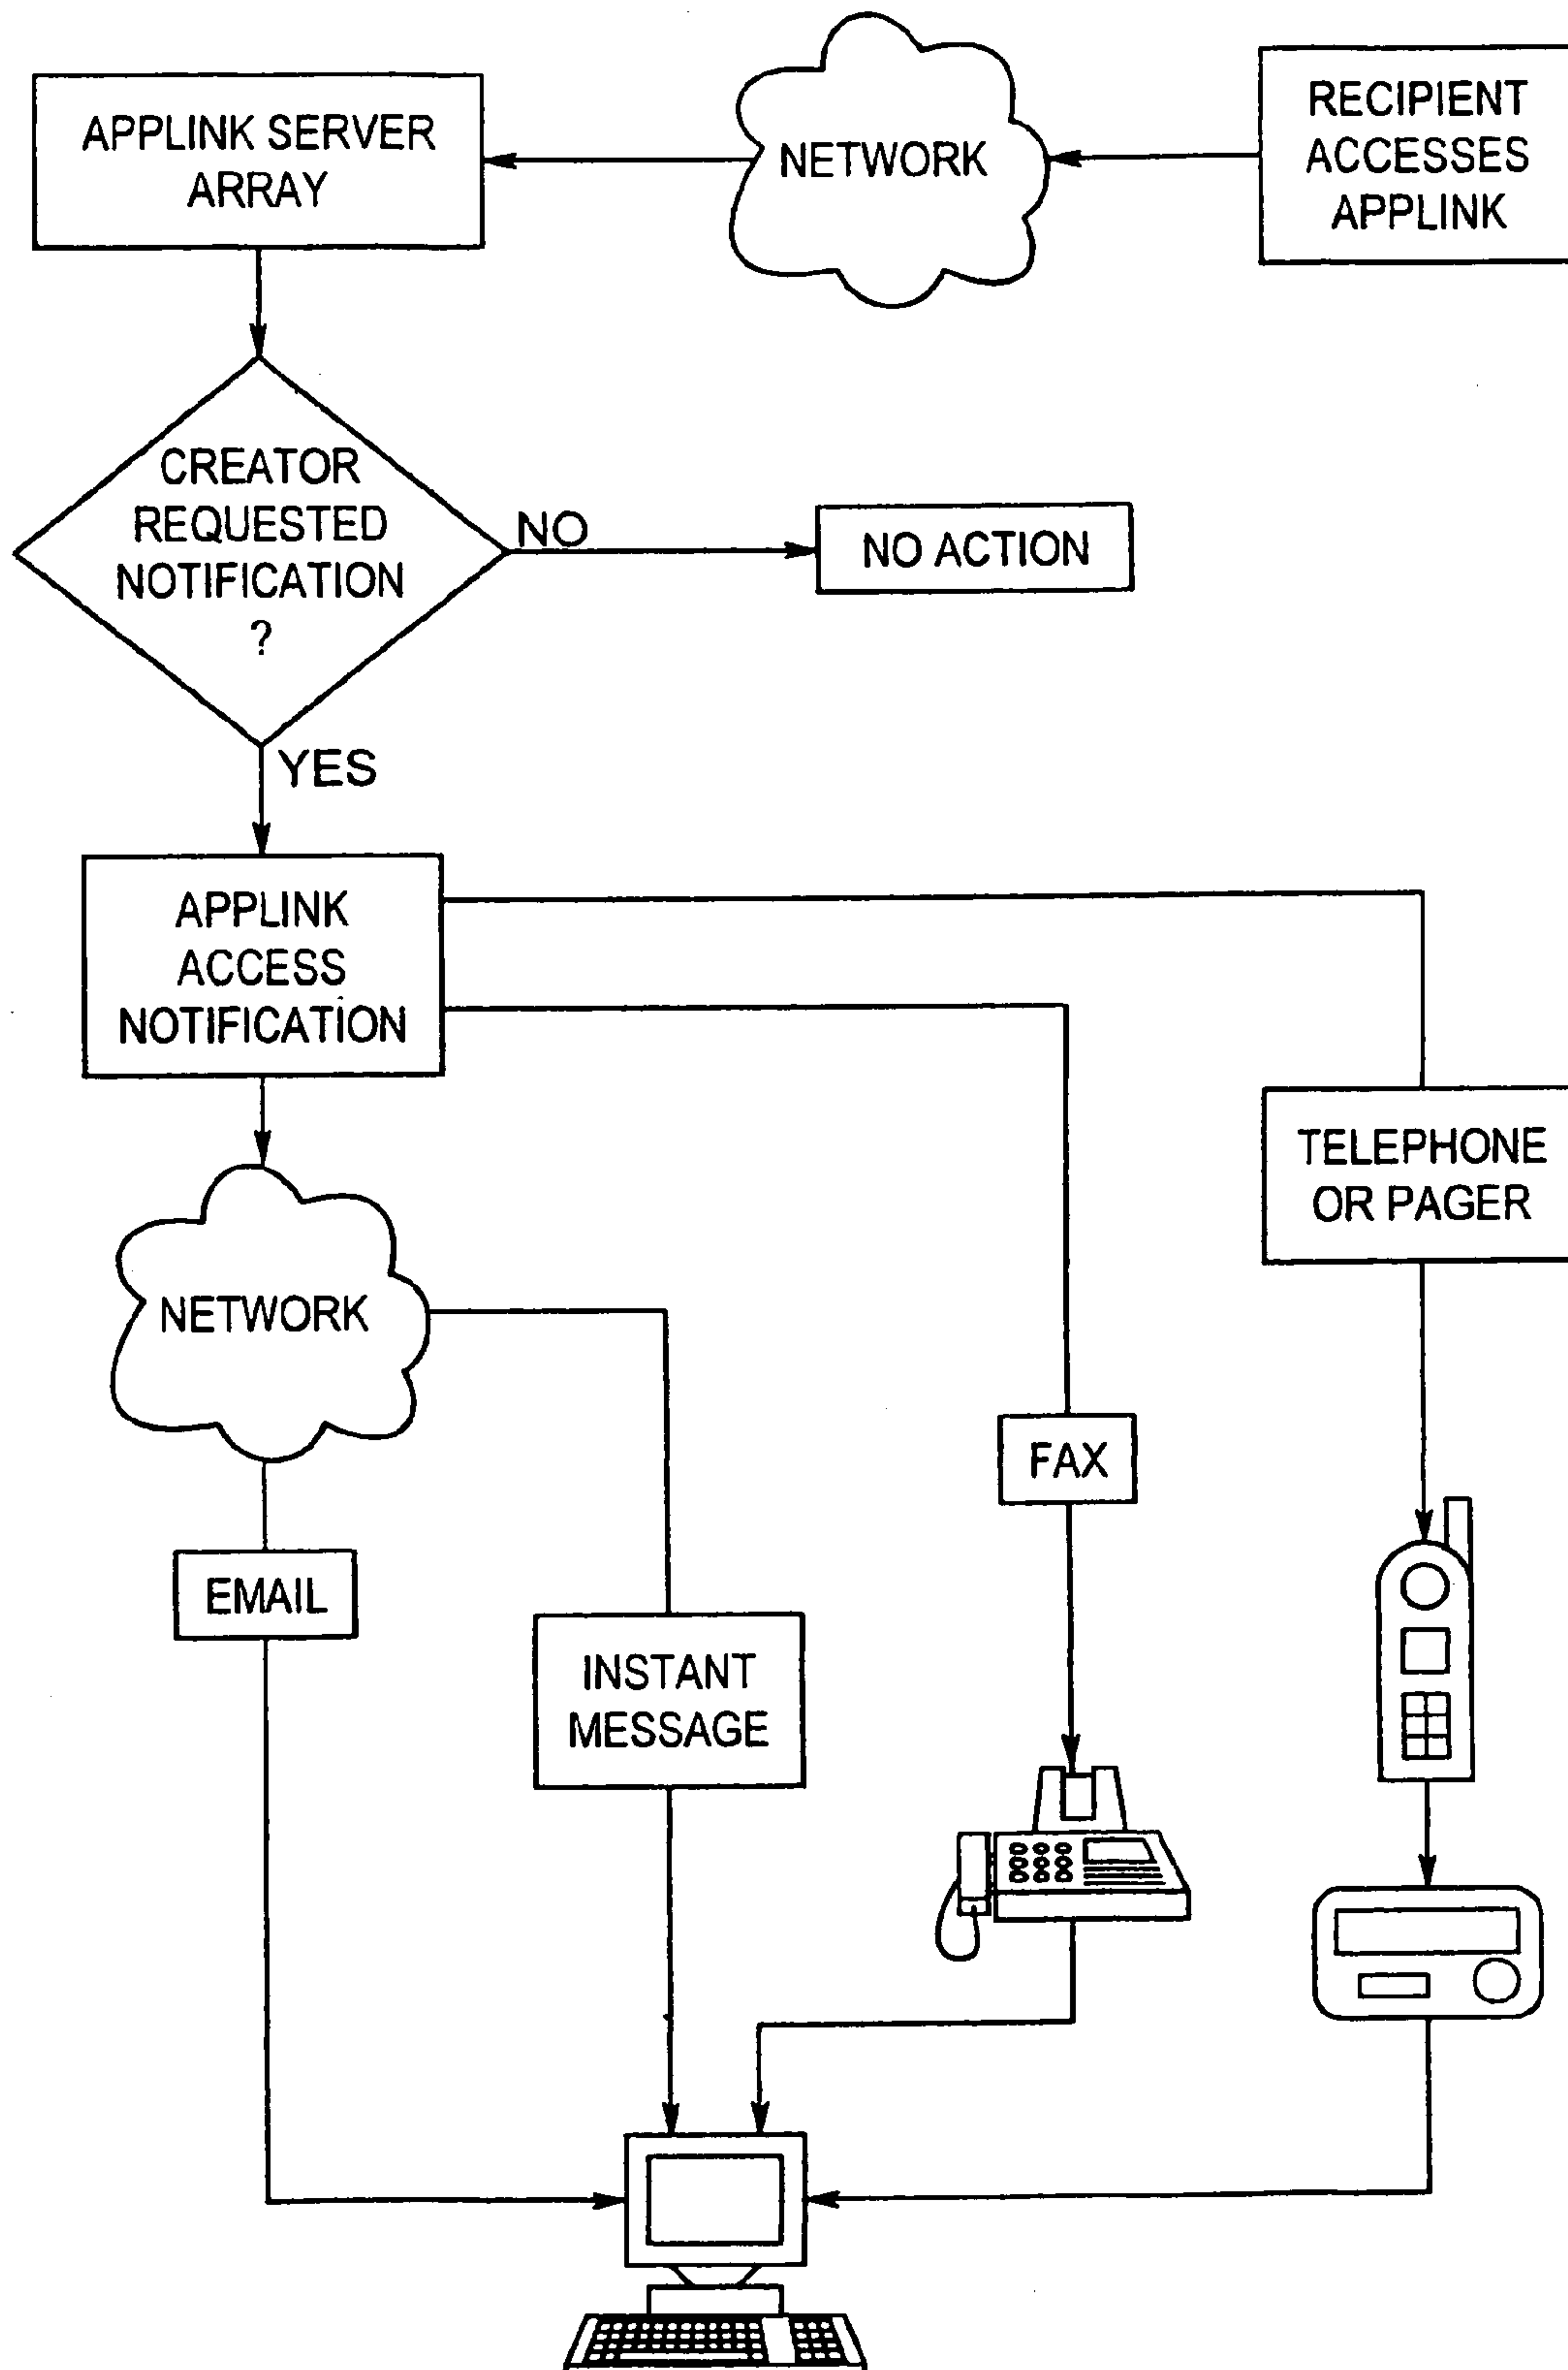 APPLINK SERVER
ARRAY
NETWORK
RECIPIENT
ACCESSES
APPLINK
CREATOR
REQUESTED
NOTIFICATION
?
NO
NO ACTION
YES
APPLINK
ACCESS
NOTIFICATION
TELEPHONE
OR PAGER
NETWORK
FAX
EMAIL
INSTANT
MESSAGE